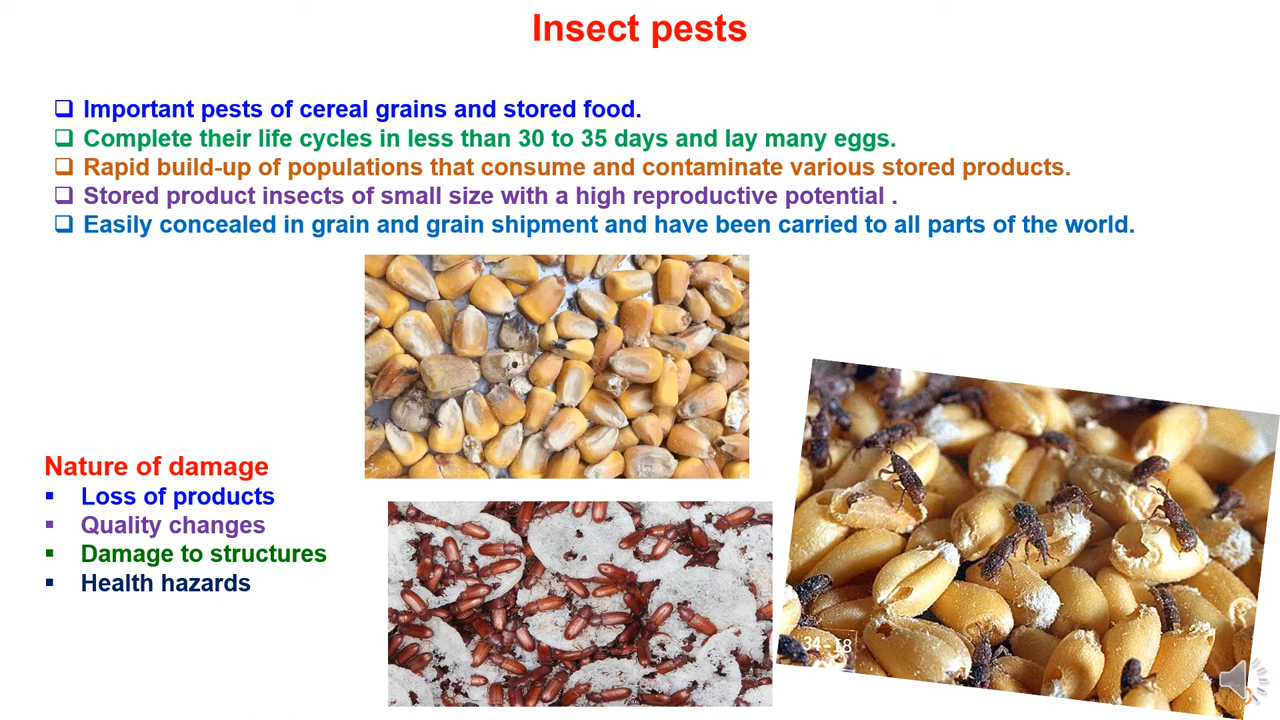 Insect pests
❑ Important pests of cereal grains and stored food.
❑ Complete their life cycles in less than 30 to 35 days and lay many eggs.
❑ Rapid build-up of populations that consume and contaminate various stored products.
❑ Stored product insects of small size with a high reproductive potential .
❑ Easily concealed in grain and grain shipment and have been carried to all parts of the world.
Nature of damage
▪ Loss of products
▪ Quality changes
▪ Damage to structures
▪ Health hazards
34-18